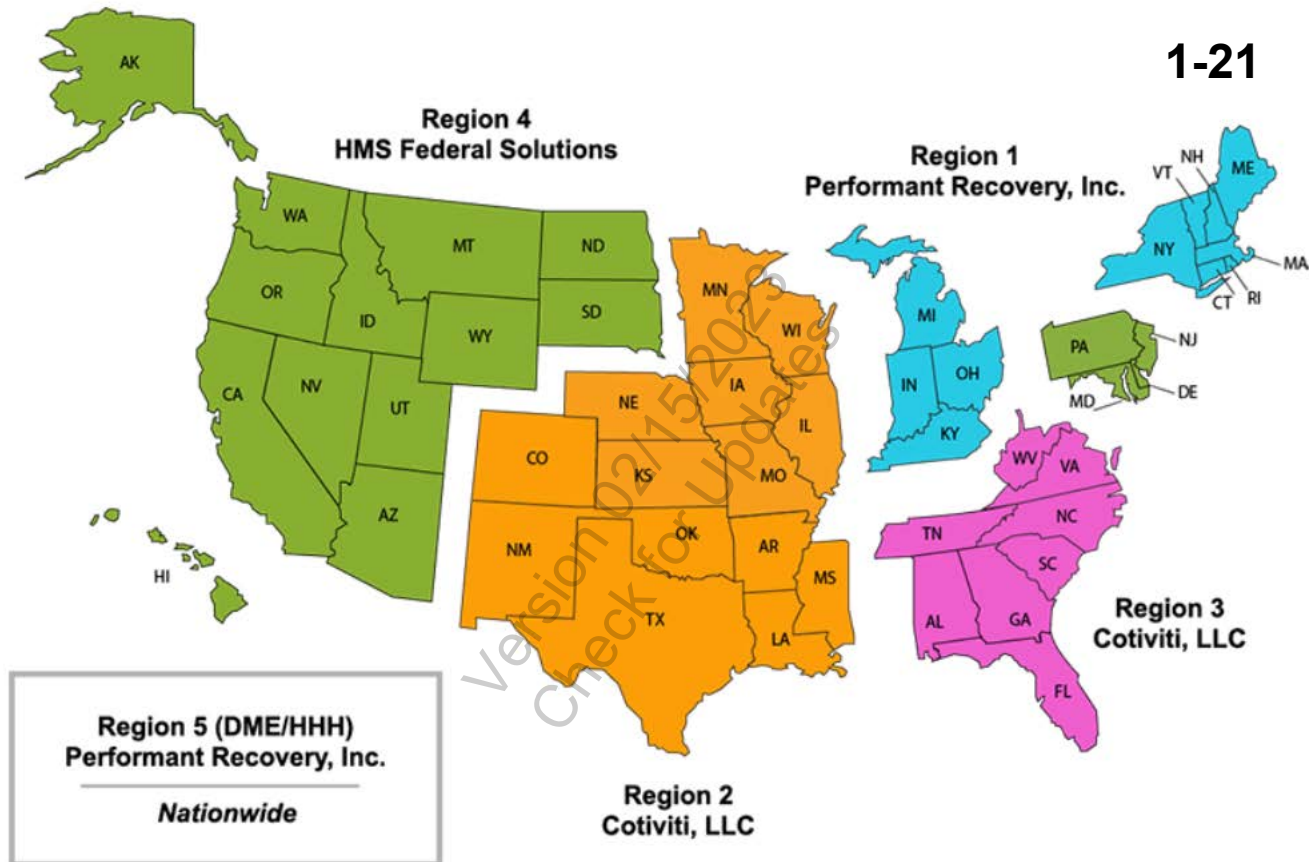 1-21
AK
Region 4
HMS Federal Solutions
Region 1
Performant Recovery, Inc.
NH
VT
ME
WA
MT
ND
NY
MA
OR
MN
CT
RI
ID
SD
WI
MI
WY
PA
NJ
CA
NV
UT
IA
IN
OH
DE
NE
MD
IL
KY
CO
KS
MO
WV
VA
AZ
NM
OK
AR
TN
NC
MS
SC
HI
TX
LA
AL
GA
Region 3
Cotiviti, LLC
FL
Version 02/15/2023
Check for Updates
Region 5 (DME/HHH)
Performant Recovery, Inc.
Nationwide
Region 2
Cotiviti, LLC